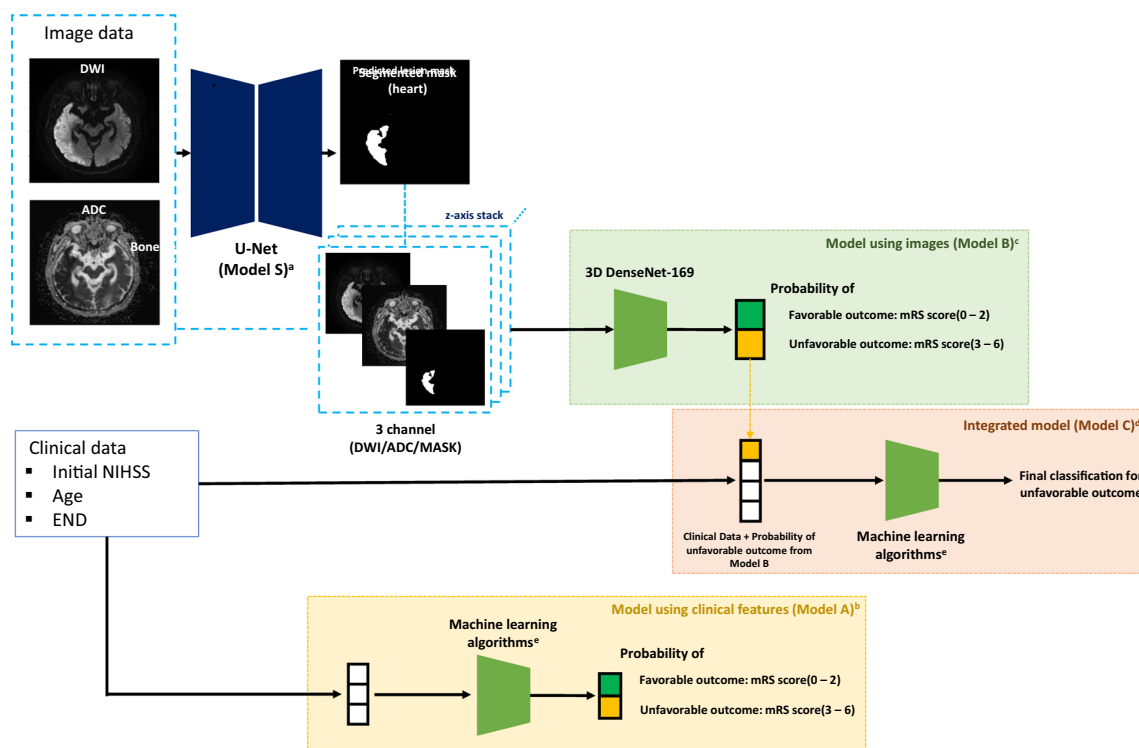 Image data
DWI
ADC
Bone
U-Net
(Model S)ᵃ
Predicted lesion mask
Segmented mask
(heart)
z-axis stack
3 channel
(DWI/ADC/MASK)
Model using images (Model B)ᶜ
3D DenseNet-169
Probability of
Favorable outcome: mRS score(0 – 2)
Unfavorable outcome: mRS score(3 – 6)
Clinical data
▪ Initial NIHSS
▪ Age
▪ END
Integrated model (Model C)ᵈ
Clinical Data + Probability of
unfavorable outcome from
Model B
Machine learning
algorithmsᵉ
Final classification for
unfavorable outcome
Model using clinical features (Model A)ᵇ
Machine learning
algorithmsᵉ
Probability of
Favorable outcome: mRS score(0 – 2)
Unfavorable outcome: mRS score(3 – 6)